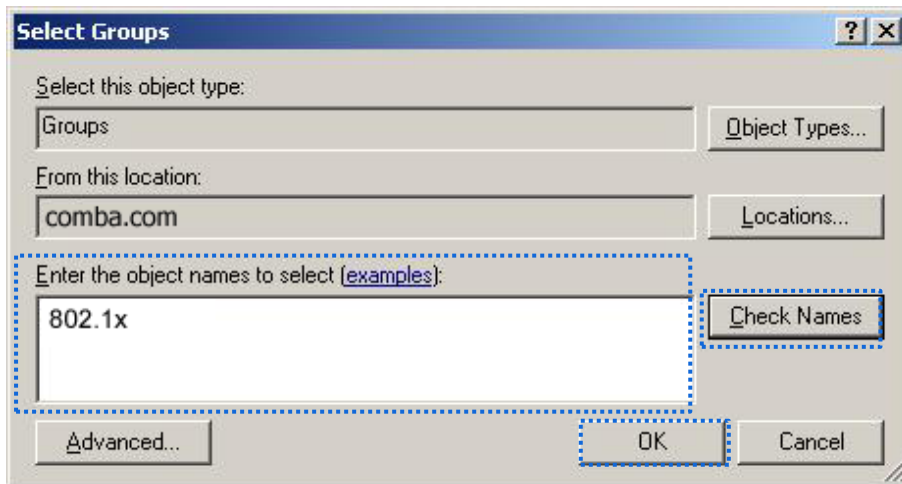 Select Groups
Select this object type:
Groups
Object Types...
From this location:
comba.com
Locations...
Enter the object names to select (examples):
802.1x
Check Names
Advanced...
OK
Cancel